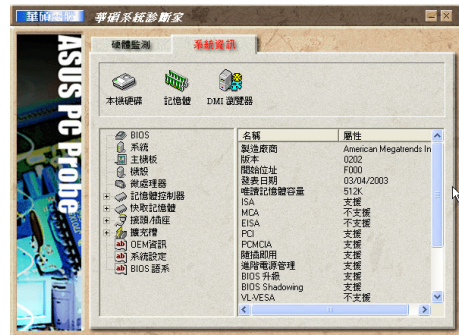 華碩電腦 華碩系統診斷家
ASUS PC Probe
硬體監測 系統資訊
本機硬碟 記憶體 DMI 瀏覽器
BIOS
系統
主機板
機殼
微處理器
記憶體控制器
快取記憶體
接頭/插座
擴充槽
OEM資訊
系統設定
BIOS 語系
名稱 屬性
製造廠商 American Megatrends In
版本 0202
開始位址 F000
發表日期 03/04/2003
唯讀記憶體容量 512K
ISA 支援
MCA 不支援
EISA 不支援
PCI 支援
PCMCIA 支援
隨插即用 支援
進階電源管理 支援
BIOS 升級 支援
BIOS Shadowing 支援
VL-VESA 不支援